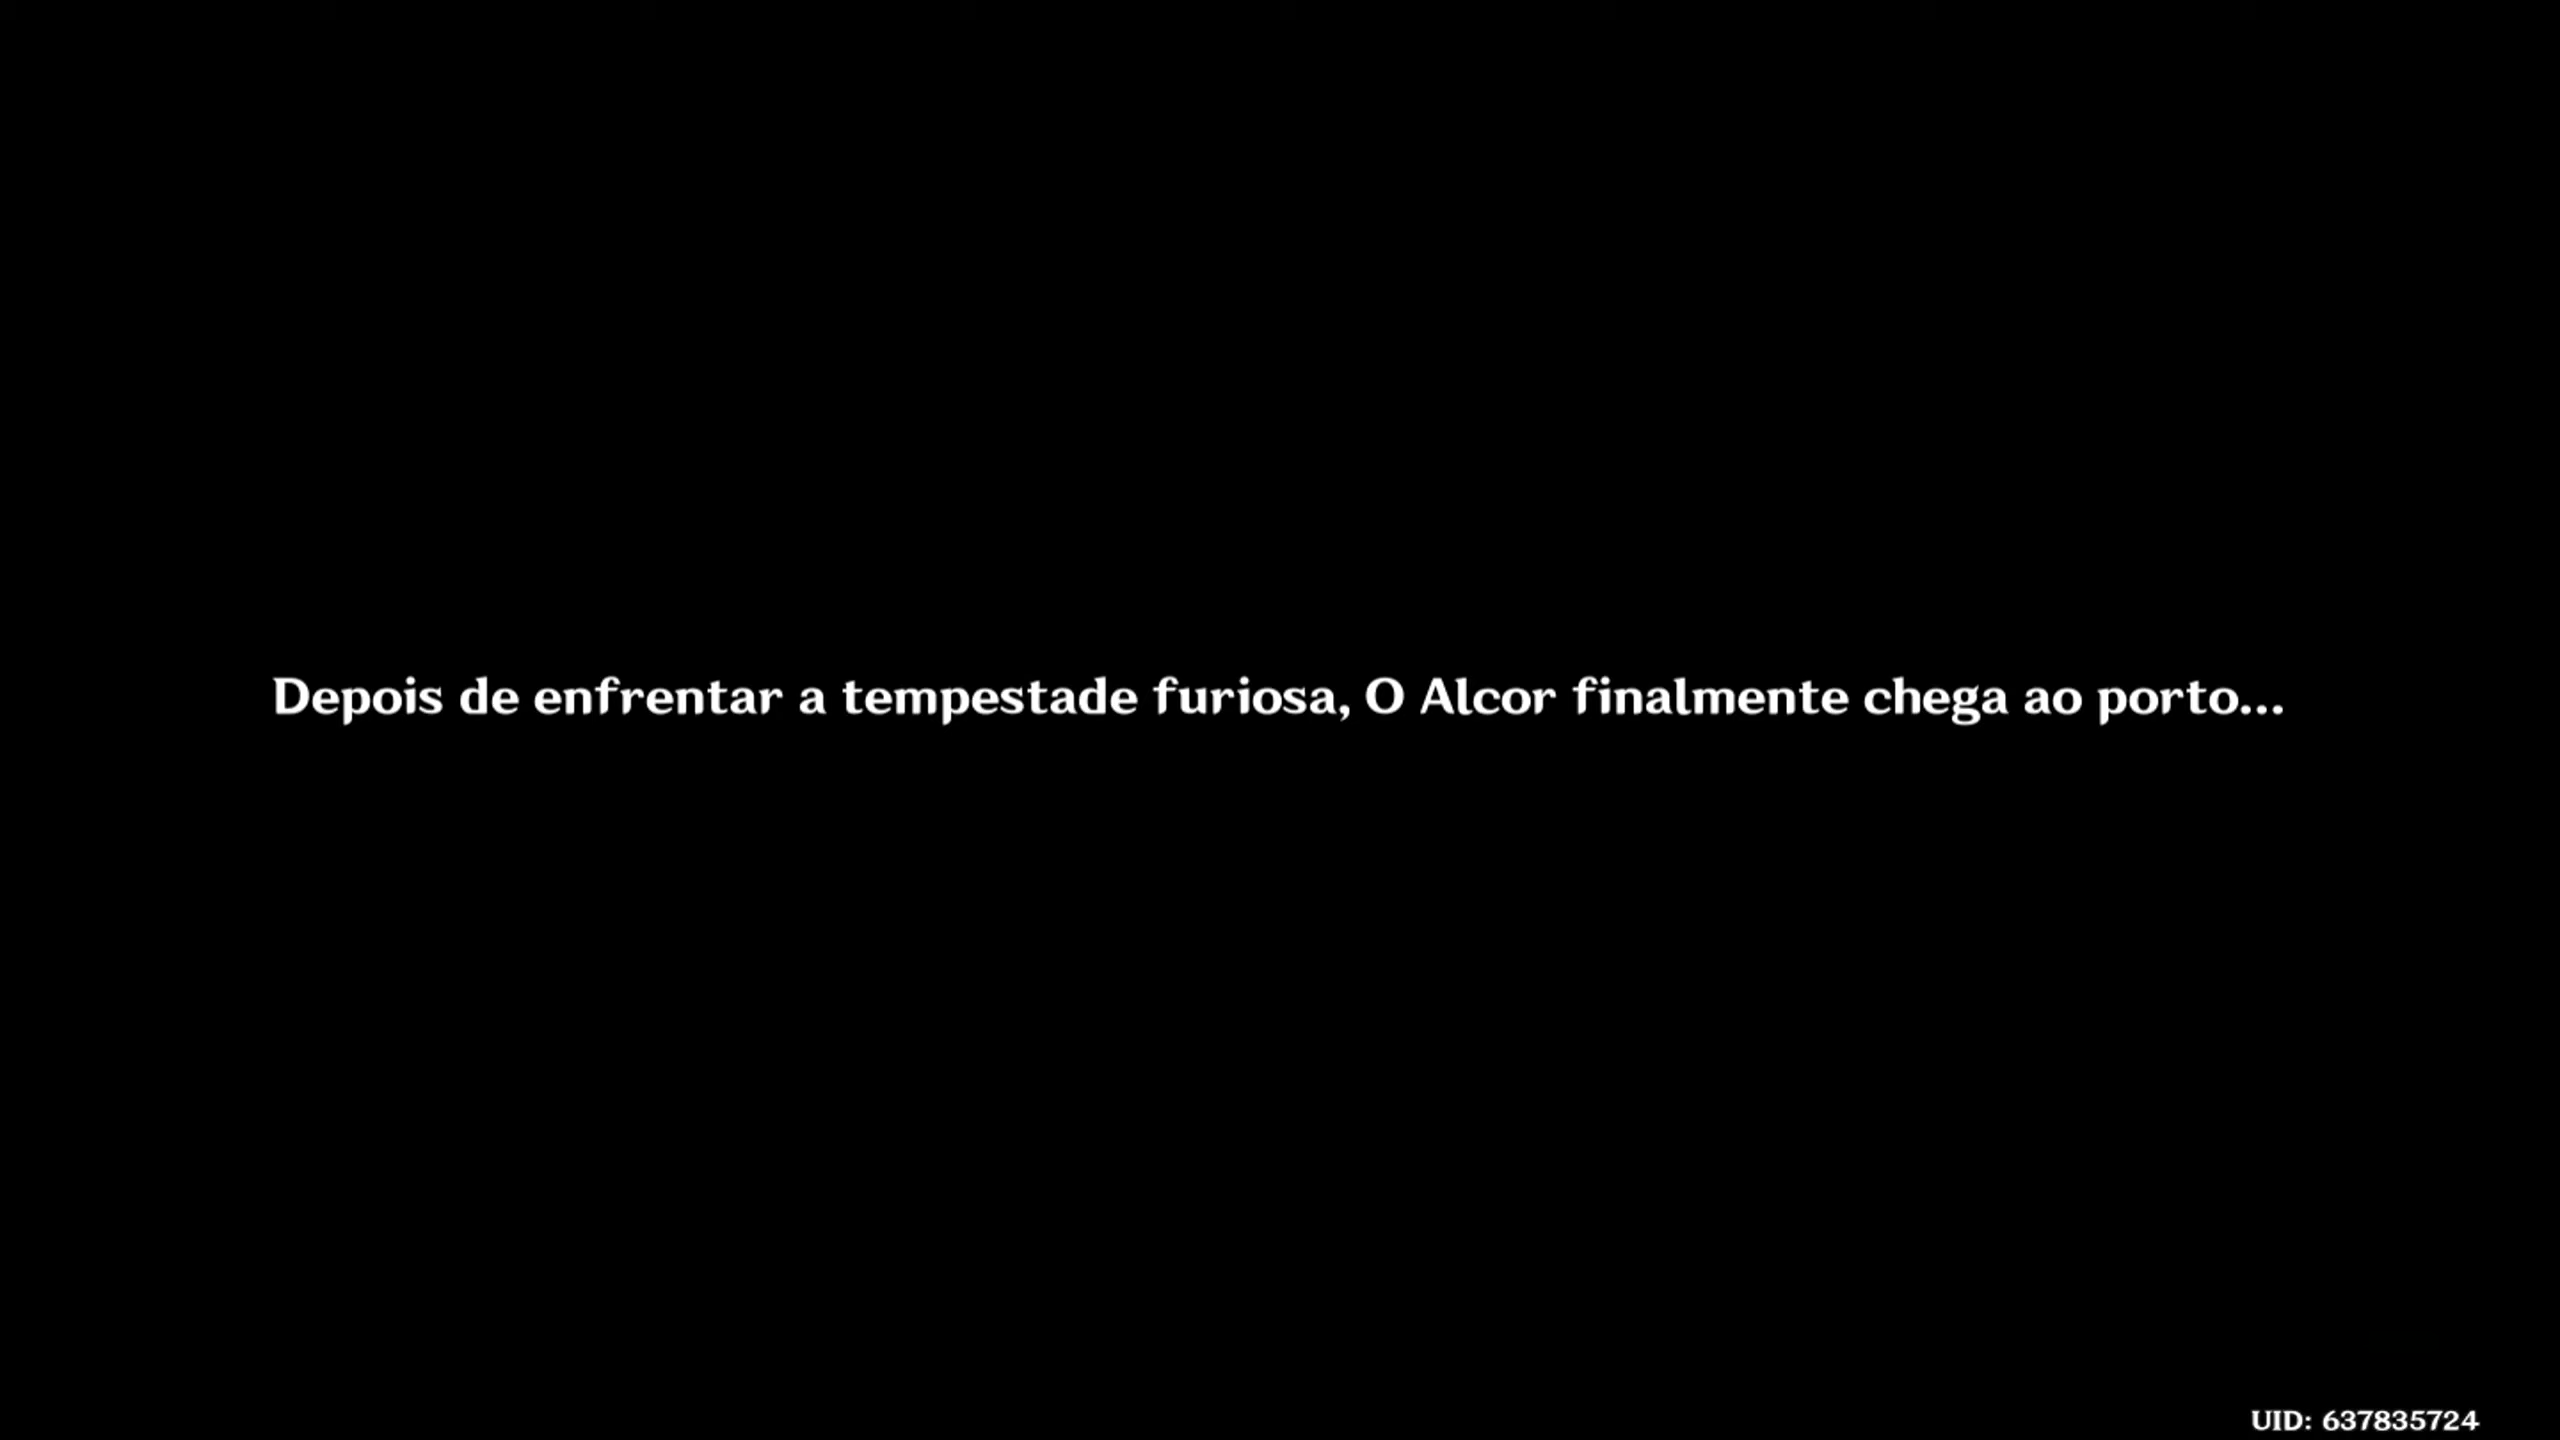 Depois de enfrentar a tempestade furiosa, O Alcor finalmente chega ao porto...
UID: 637835724